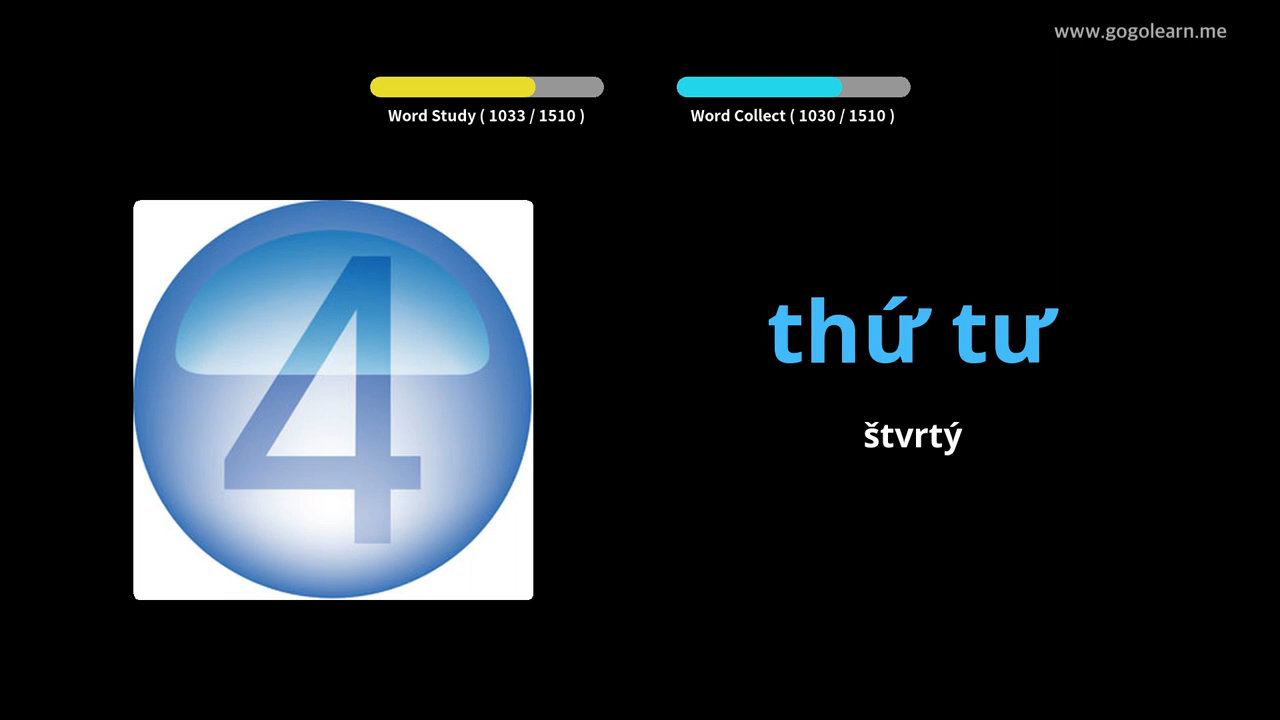 www.gogolearn.me
Word Study ( 1033 / 1510 )
Word Collect ( 1030 / 1510 )
4
thứ tư
štvrtý